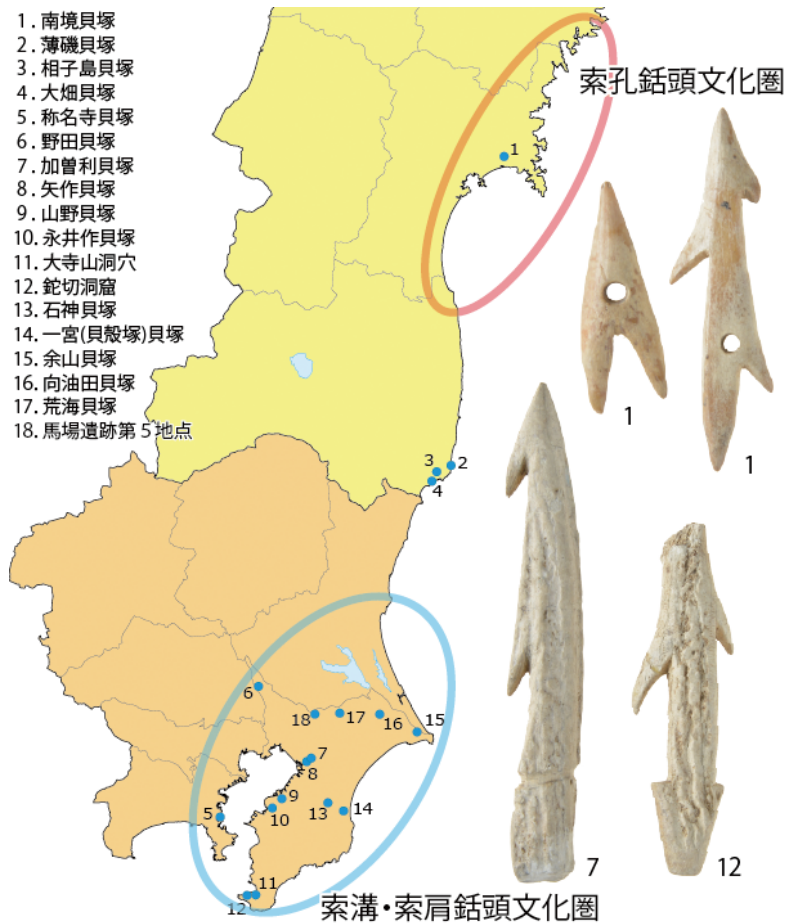 1. 南境貝塚
2. 薄磯貝塚
3. 相子島貝塚
4. 大畑貝塚
5. 称名寺貝塚
6. 野田貝塚
7. 加曽利貝塚
8. 矢作貝塚
9. 山野貝塚
10. 永井作貝塚
11. 大寺山洞穴
12. 鉈切洞窟
13. 石神貝塚
14. 一宮(貝殻塚)貝塚
15. 余山貝塚
16. 向油田貝塚
17. 荒海貝塚
18. 馬場遺跡第5地点
索孔銛頭文化圏
1
1
1
3
2
4
7
12
6
18
17
16
15
7
8
9
10
13
14
5
11
12
索溝・索肩銛頭文化圏